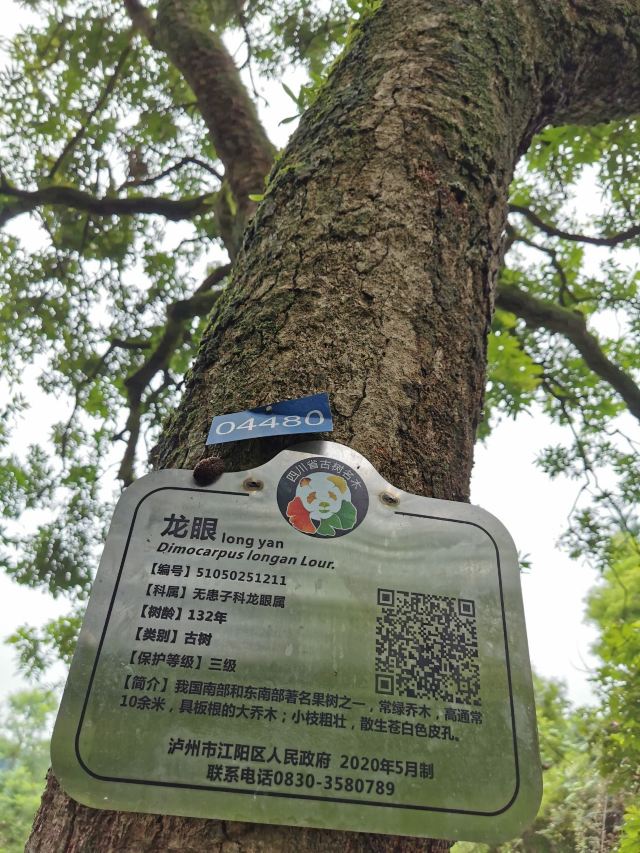 04480
四川省古树名木
龙眼 long yan
Dimocarpus longan Lour.
【编号】51050251211
【科属】无患子科龙眼属
【树龄】132年
【类别】古树
【保护等级】三级
【简介】我国南部和东南部著名果树之一，常绿乔木，高通常
10余米，具板根的大乔木；小枝粗壮，散生苍白色皮孔。
泸州市江阳区人民政府 2020年5月制
联系电话0830-3580789